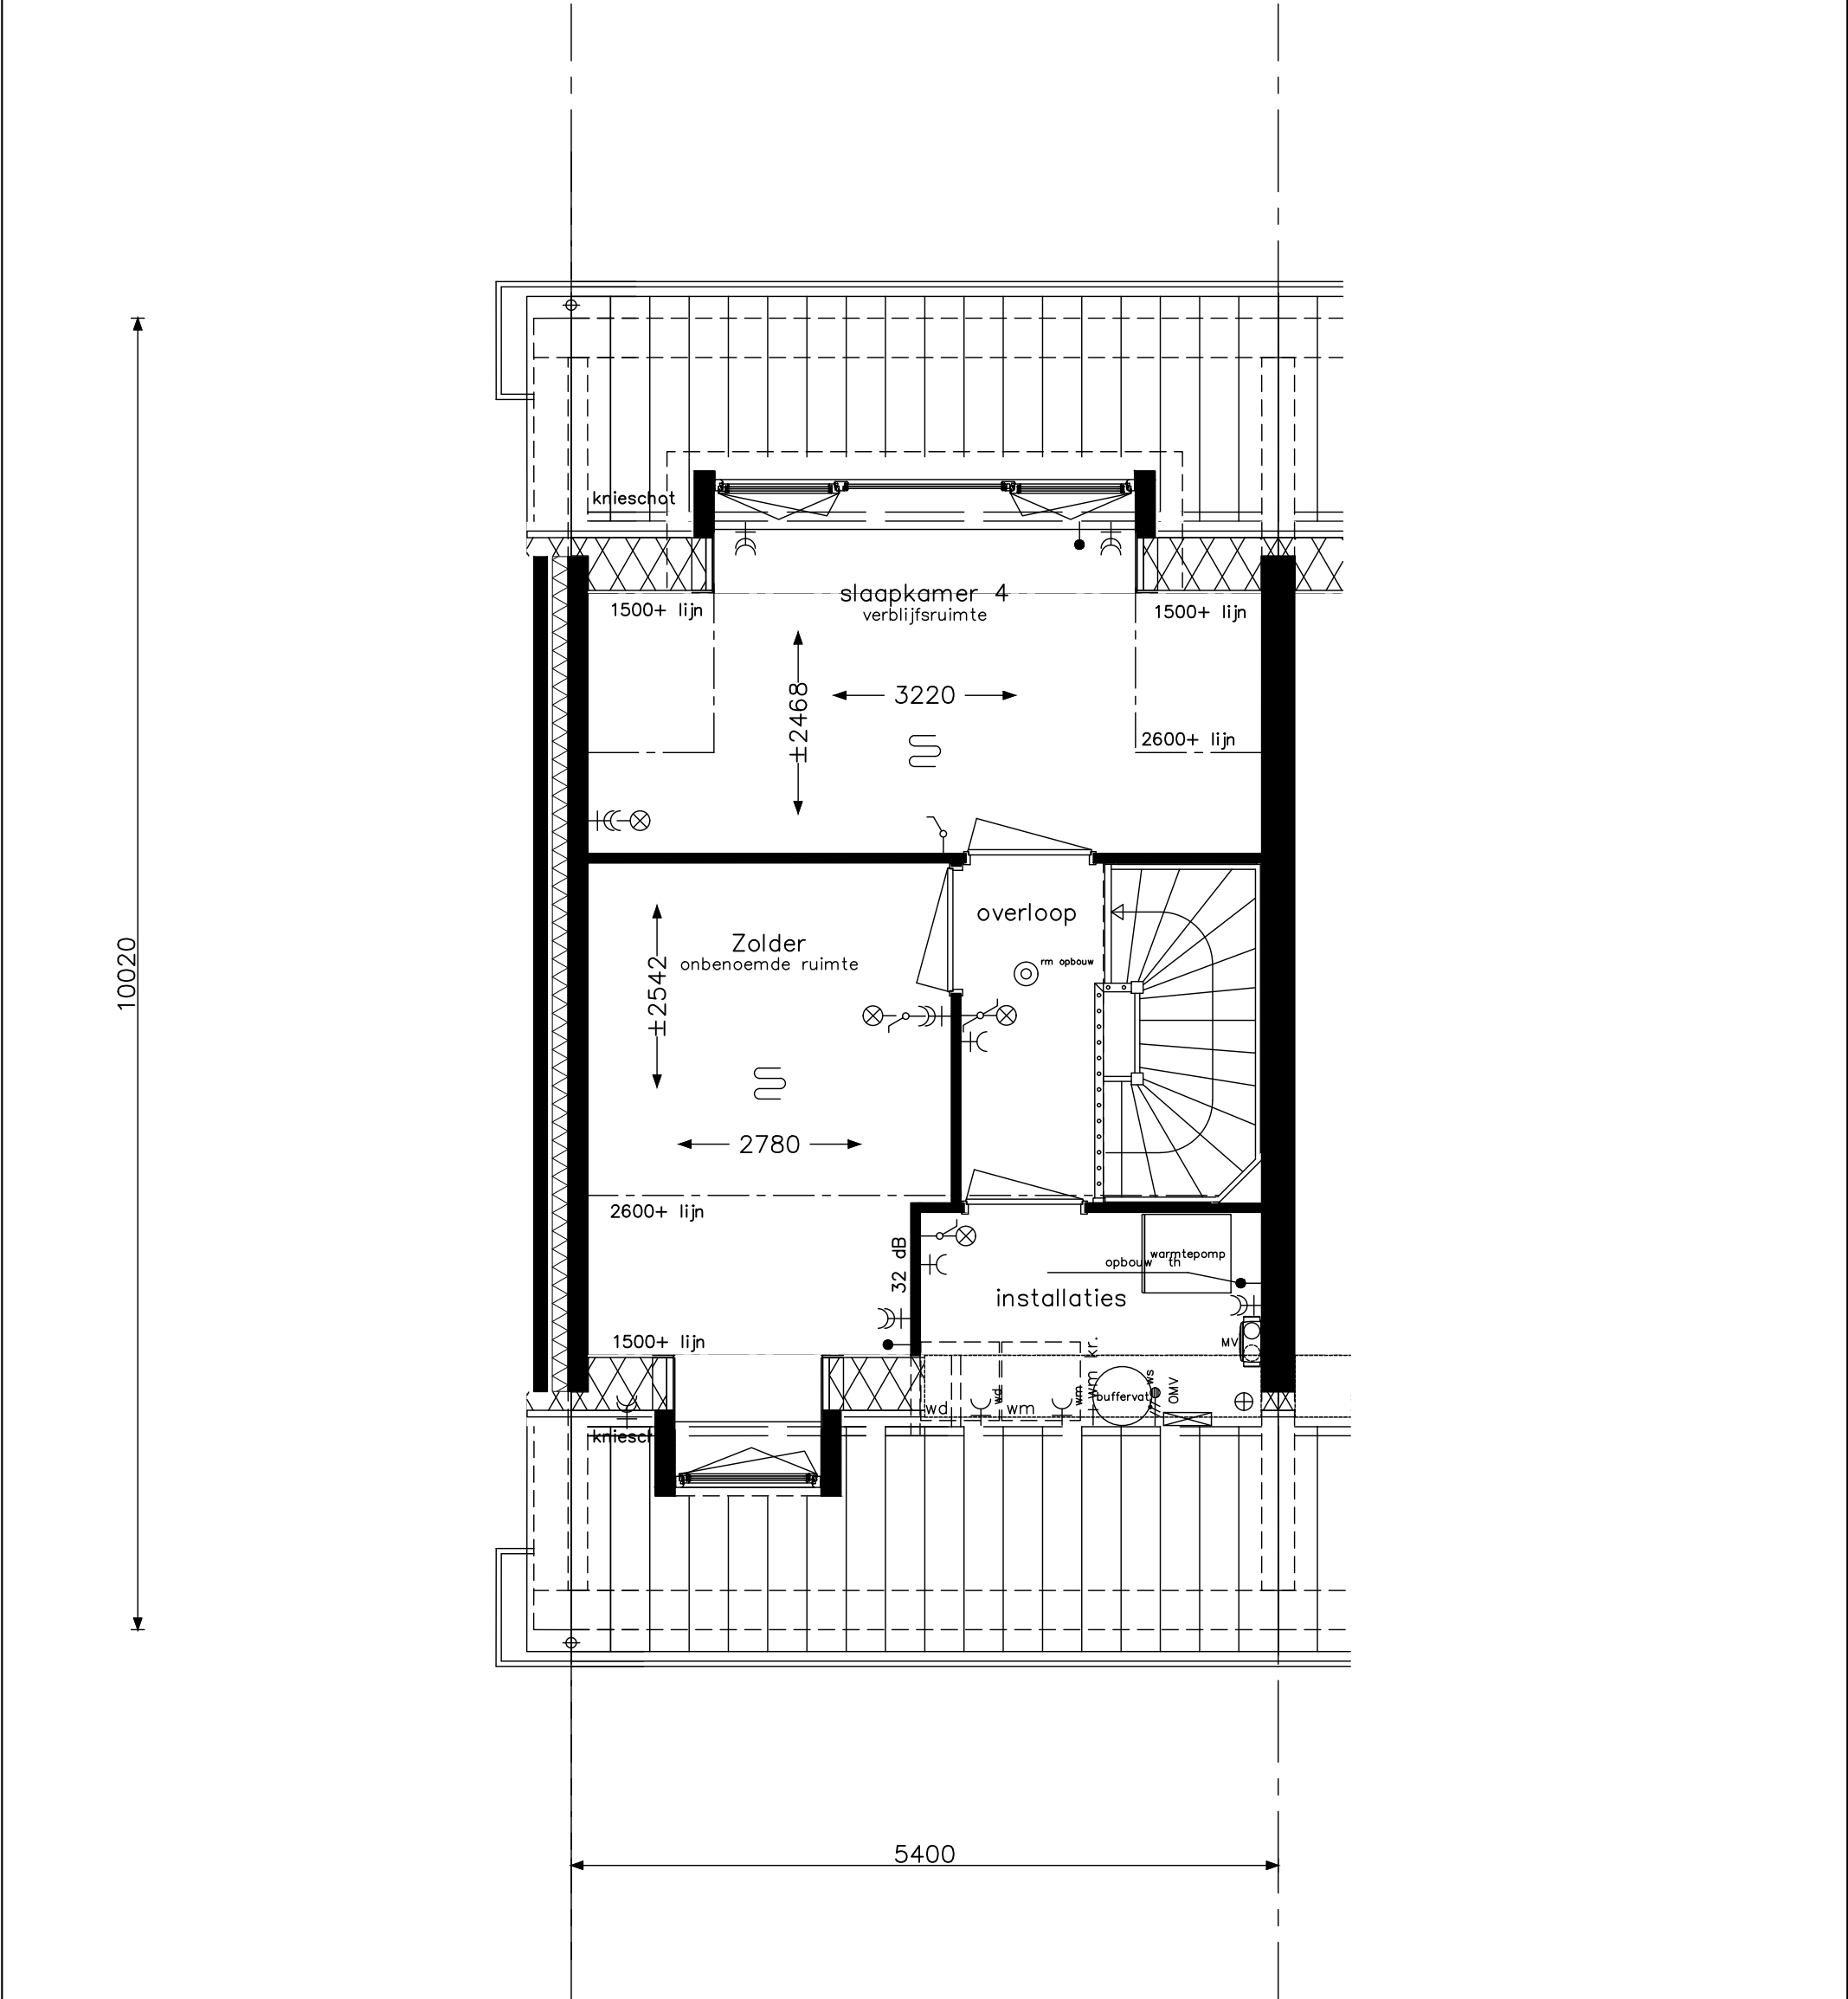 knieschot
slaapkamer 4
verblijfsruimte
1500+ lijn
1500+ lijn
±2468
3220
2600+ lijn
overloop
Zolder
onbenoemde ruimte
rm opbouw
±2542
10020
2780
2600+ lijn
32 dB
warmtepomp
opbouw th
installaties
1500+ lijn
MV
wm kr.
wd
wm
buffervat
ws
OMV
wd
wm
kniesch
5400